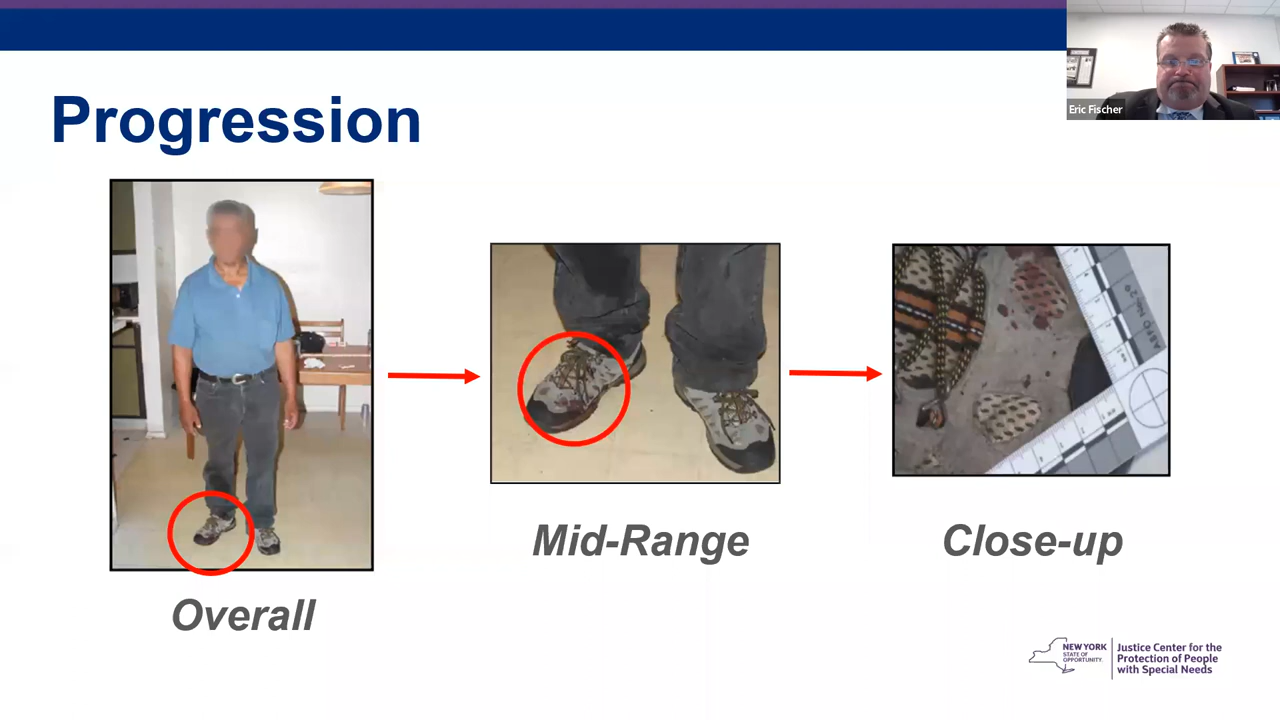 Eric Fischer
Progression
Mid-Range
Close-up
Overall
NEW YORK
STATE OF
OPPORTUNITY.
Justice Center for the
Protection of People
with Special Needs